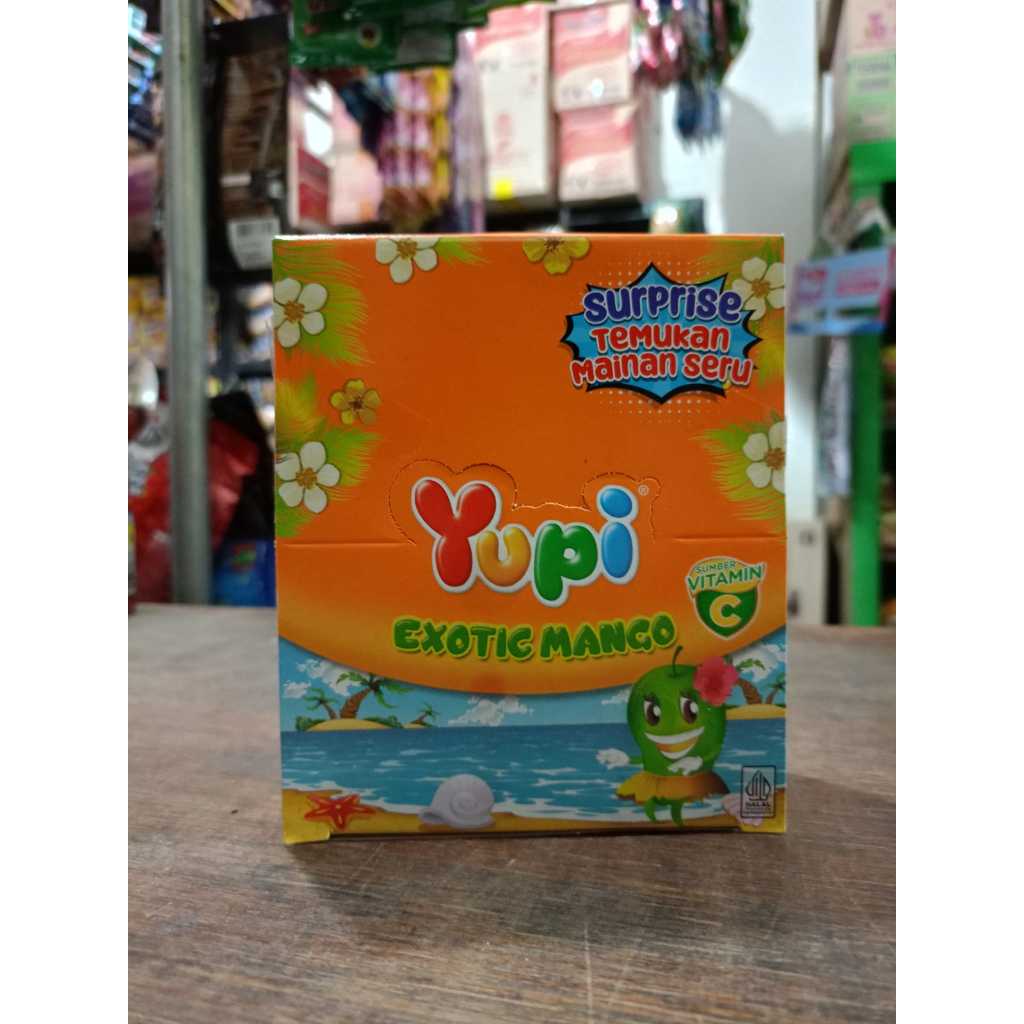 Surprise
Temukan
Mainan Seru
Yupi®
EXOTIC MANGO
SUMBER
VITAMIN
C
HALAL